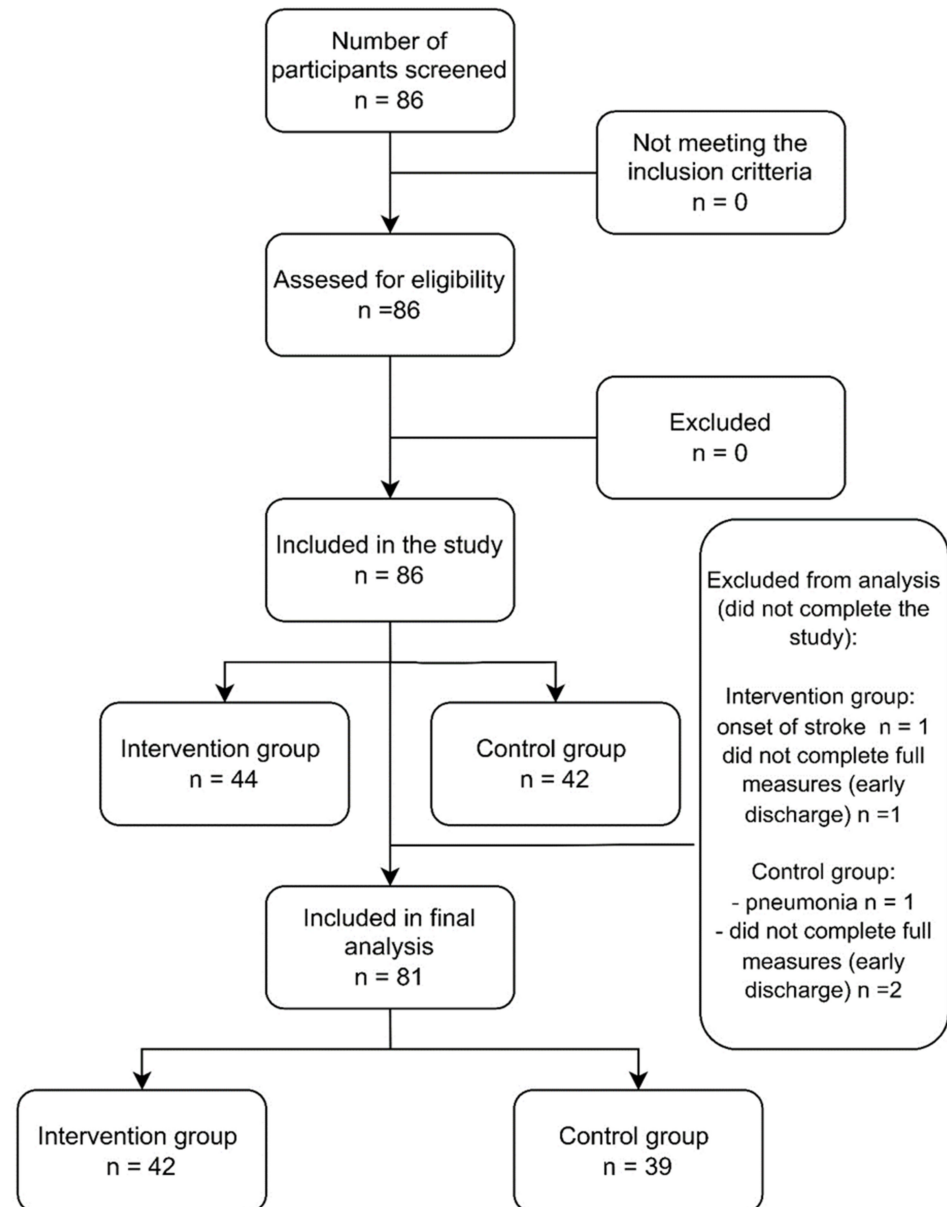 Number of
participants screened
n = 86
Not meeting the
inclusion critteria
n = 0
Assesed for eligibility
n =86
Excluded
n = 0
Included in the study
n = 86
Excluded from analysis
(did not complete the
study):
Intervention group:
onset of stroke n = 1
did not complete full
measures (early
discharge) n =1
Control group:
- pneumonia n = 1
- did not complete full
measures (early
discharge) n =2
Intervention group
n = 44
Control group
n = 42
Included in final
analysis
n = 81
Intervention group
n = 42
Control group
n = 39